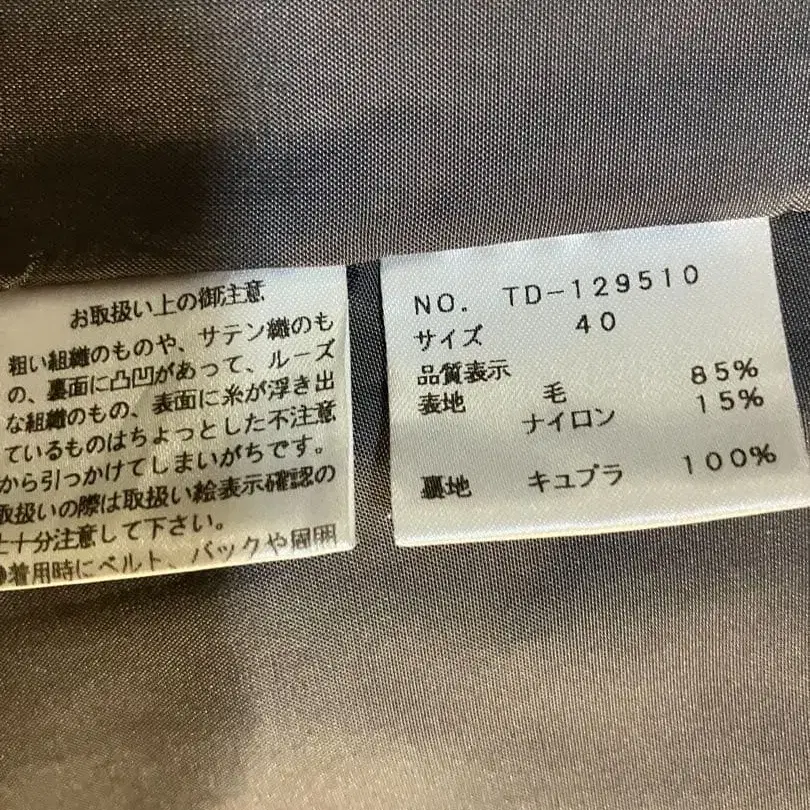 お取扱い上の御注意
粗い組織のものや、サテン織のも
の、裏面に凸凹があって、ルーズ
な組織のもの、表面に糸が浮き出
ているものはちょっとした不注意
から引っかけてしまいがちです。
取扱いの際は取扱い絵表示確認の
上十分注意して下さい。
●着用時にベルト、バックや周囲
NO. TD-129510
サイズ 40
品質表示
表地 毛 85%
ナイロン 15%
裏地 キュプラ 100%